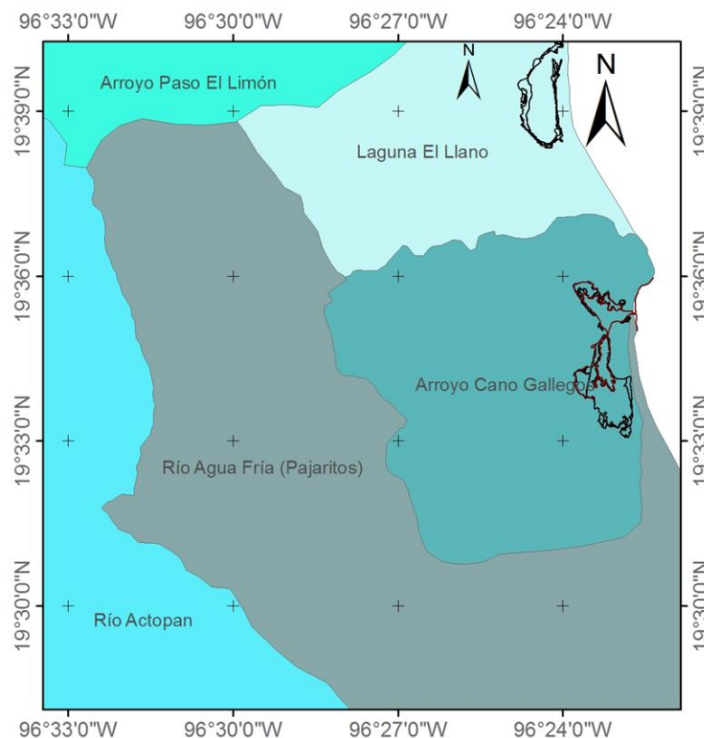 96°33'0"W 96°30'0"W 96°27'0"W 96°24'0"W
N
N
Arroyo Paso El Limón
19°39'0"N
19°39'0"N
Laguna El Llano
19°36'0"N
19°36'0"N
Arroyo Cano Gallegos
19°33'0"N
19°33'0"N
Río Agua Fría (Pajaritos)
19°30'0"N
19°30'0"N
Río Actopan
96°33'0"W 96°30'0"W 96°27'0"W 96°24'0"W